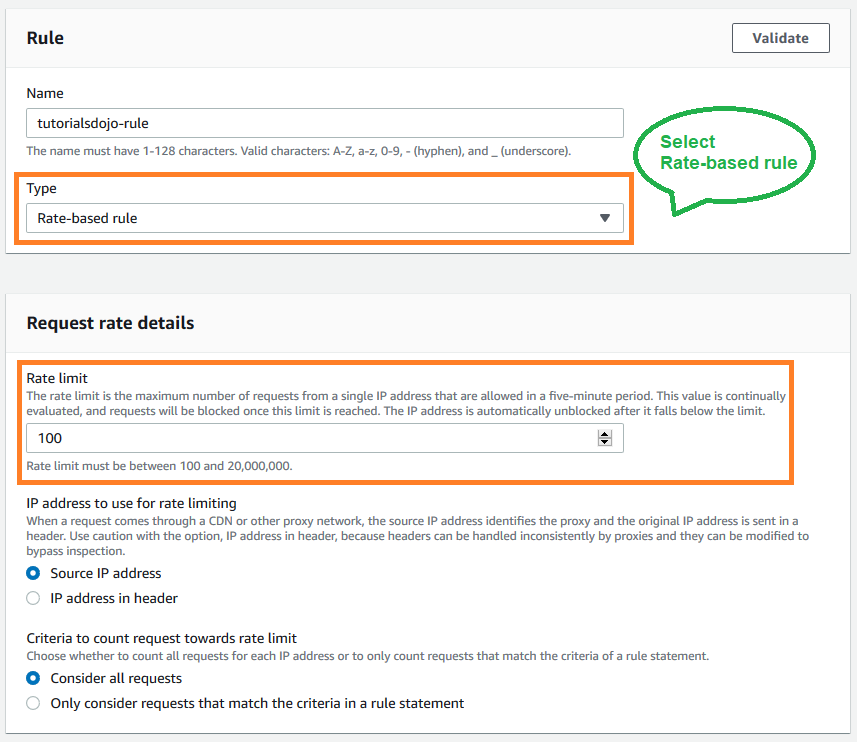 Rule
Validate
Name
tutorialsdojo-rule
The name must have 1-128 characters. Valid characters: A-Z, a-z, 0-9, - (hyphen), and _ (underscore).
Select
Rate-based rule
Type
Rate-based rule
Request rate details
Rate limit
The rate limit is the maximum number of requests from a single IP address that are allowed in a five-minute period. This value is continually
evaluated, and requests will be blocked once this limit is reached. The IP address is automatically unblocked after it falls below the limit.
100
Rate limit must be between 100 and 20,000,000.
IP address to use for rate limiting
When a request comes through a CDN or other proxy network, the source IP address identifies the proxy and the original IP address is sent in a
header. Use caution with the option, IP address in header, because headers can be handled inconsistently by proxies and they can be modified to
bypass inspection.
Source IP address
IP address in header
Criteria to count request towards rate limit
Choose whether to count all requests for each IP address or to only count requests that match the criteria of a rule statement.
Consider all requests
Only consider requests that match the criteria in a rule statement